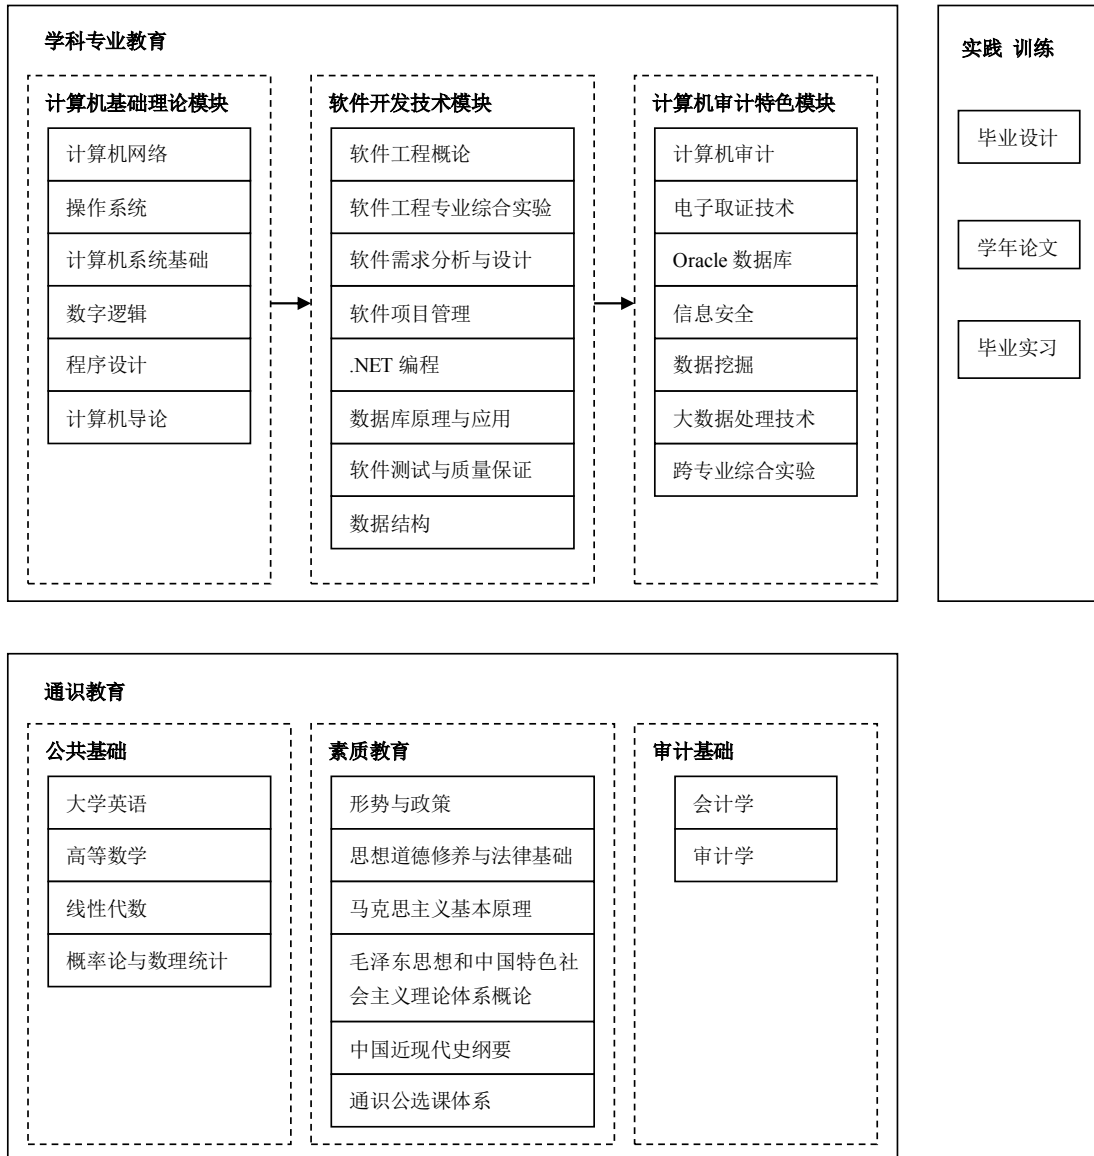 学科专业教育
计算机基础理论模块
计算机网络
操作系统
计算机系统基础
数字逻辑
程序设计
计算机导论
软件开发技术模块
软件工程概论
软件工程专业综合实验
软件需求分析与设计
软件项目管理
.NET 编程
数据库原理与应用
软件测试与质量保证
数据结构
计算机审计特色模块
计算机审计
电子取证技术
Oracle 数据库
信息安全
数据挖掘
大数据处理技术
跨专业综合实验
实践 训练
毕业设计
学年论文
毕业实习
通识教育
公共基础
大学英语
高等数学
线性代数
概率论与数理统计
素质教育
形势与政策
思想道德修养与法律基础
马克思主义基本原理
毛泽东思想和中国特色社
会主义理论体系概论
中国近现代史纲要
通识公选课体系
审计基础
会计学
审计学